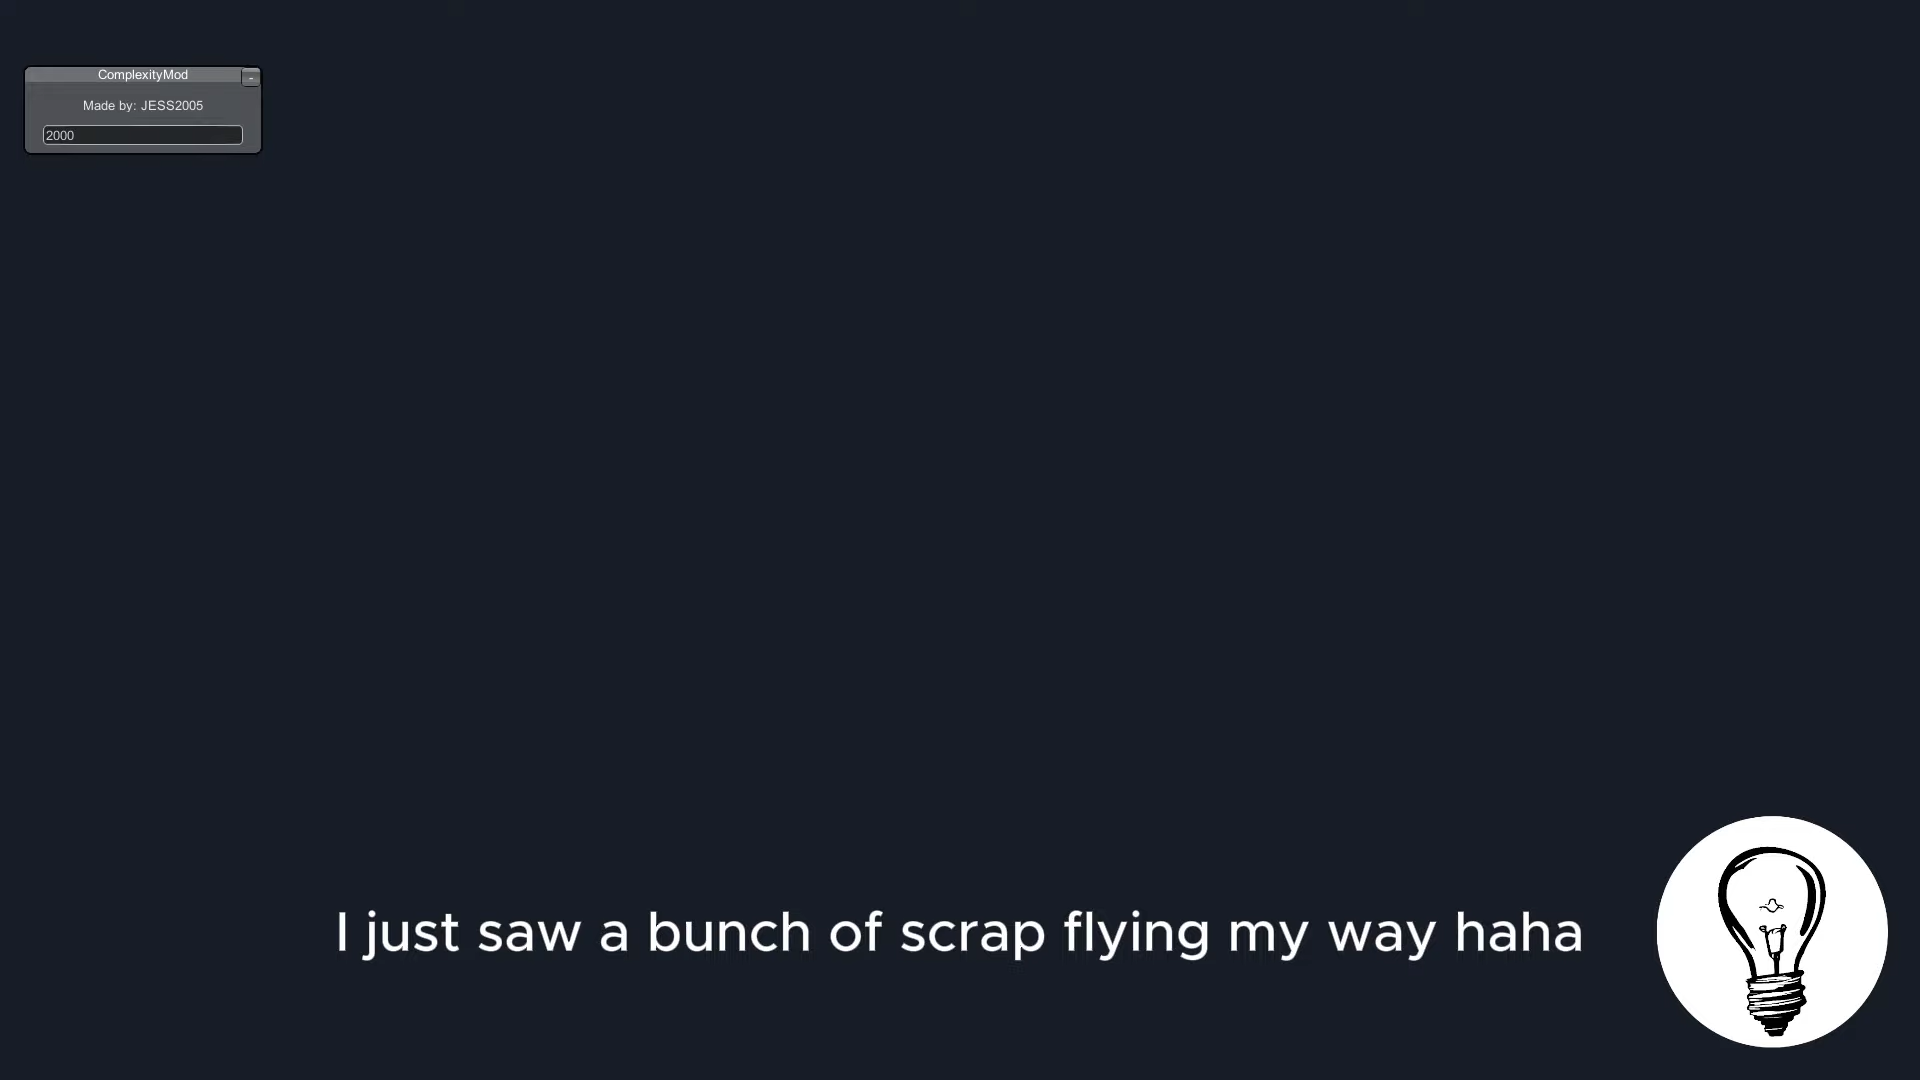 ComplexityMod
-
Made by: JESS2005
2000
I just saw a bunch of scrap flying my way haha